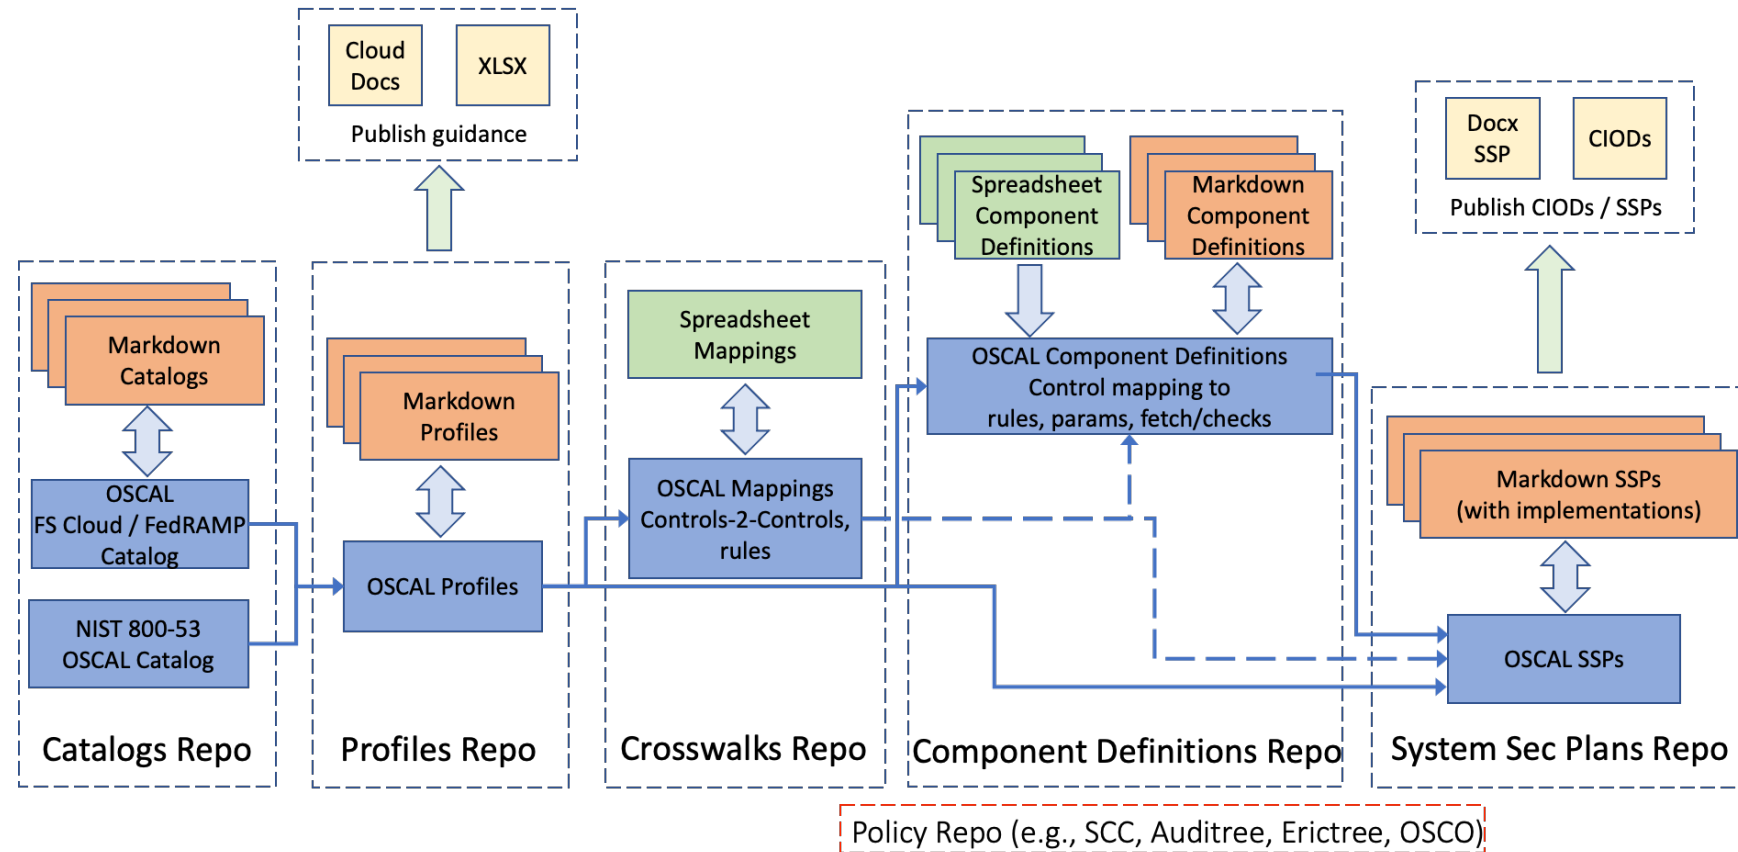 Cloud
Docs
XLSX
Publish guidance
Docx
SSP
CIODs
Publish CIODs / SSPs
Markdown
Catalogs
OSCAL
FS Cloud / FedRAMP
Catalog
NIST 800-53
OSCAL Catalog
Catalogs Repo
Markdown
Profiles
OSCAL Profiles
Profiles Repo
Spreadsheet
Mappings
OSCAL Mappings
Controls-2-Controls,
rules
Crosswalks Repo
Spreadsheet
Component
Definitions
Markdown
Component
Definitions
OSCAL Component Definitions
Control mapping to
rules, params, fetch/checks
Component Definitions Repo
Markdown SSPs
(with implementations)
OSCAL SSPs
System Sec Plans Repo
Policy Repo (e.g., SCC, Auditree, Erictree, OSCO)